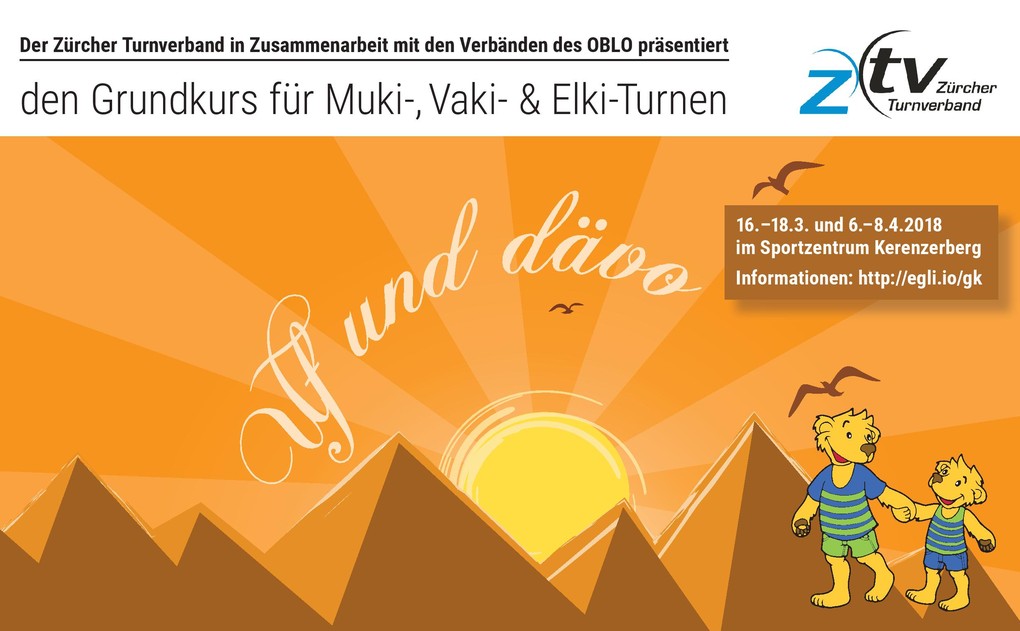 Der Zürcher Turnverband in Zusammenarbeit mit den Verbänden des OBLO präsentiert
den Grundkurs für Muki-, Vaki- & Elki-Turnen
ztv Zürcher
Turnverband
Uf und dävo
16.–18.3. und 6.–8.4.2018
im Sportzentrum Kerenzerberg
Informationen: http://egli.io/gk